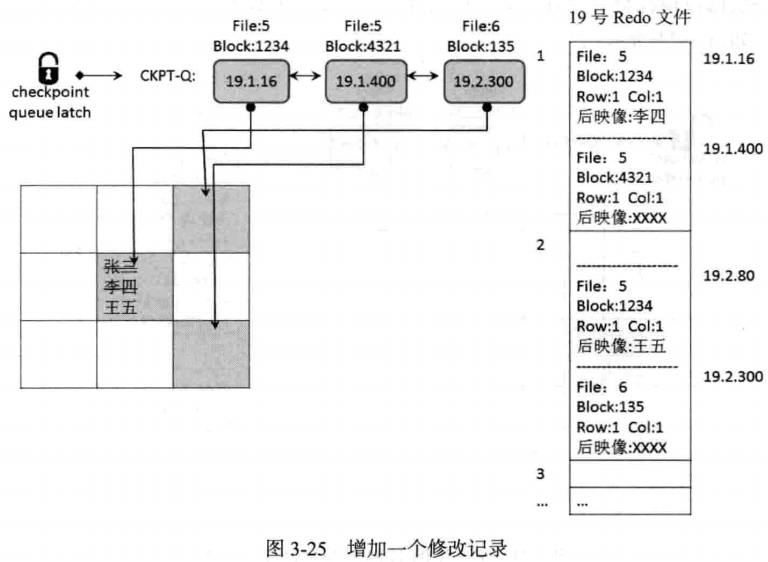 19 号 Redo 文件
File:5
Block:1234
File:5
Block:4321
File:6
Block:135
checkpoint
queue latch
CKPT-Q:
19.1.16
19.1.400
19.2.300
张三
李四
王五
1
File: 5
Block:1234
Row:1 Col:1
后映像:李四
19.1.16
File: 5
Block:4321
Row:1 Col:1
后映像:XXXX
19.1.400
2
File: 5
Block:1234
Row:1 Col:1
后映像:王五
19.2.80
File: 6
Block:135
Row:1 Col:1
后映像:XXXX
19.2.300
3
...
...
图 3-25 增加一个修改记录